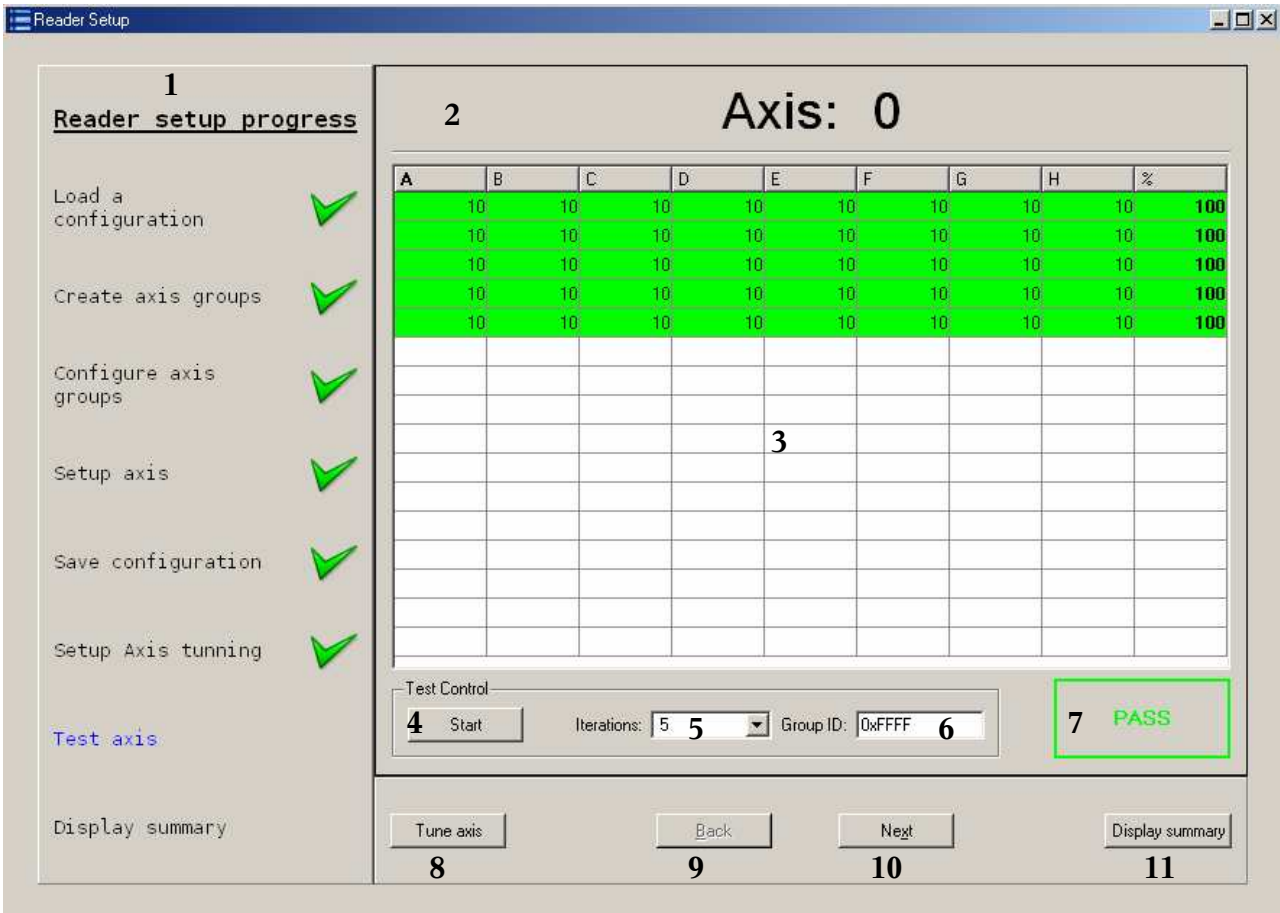 Reader Setup
1
Reader setup progress
Load a
configuration
Create axis groups
Configure axis
groups
Setup axis
Save configuration
Setup Axis tunning
Test axis
Display summary
2 Axis: 0
A B C D E F G H %
10 10 10 10 10 10 10 10 100
10 10 10 10 10 10 10 10 100
10 10 10 10 10 10 10 10 100
10 10 10 10 10 10 10 10 100
10 10 10 10 10 10 10 10 100
3
Test Control
4 Start Iterations: 5 5 Group ID: 0xFFFF 6
7 PASS
Tune axis Back Next Display summary
8 9 10 11